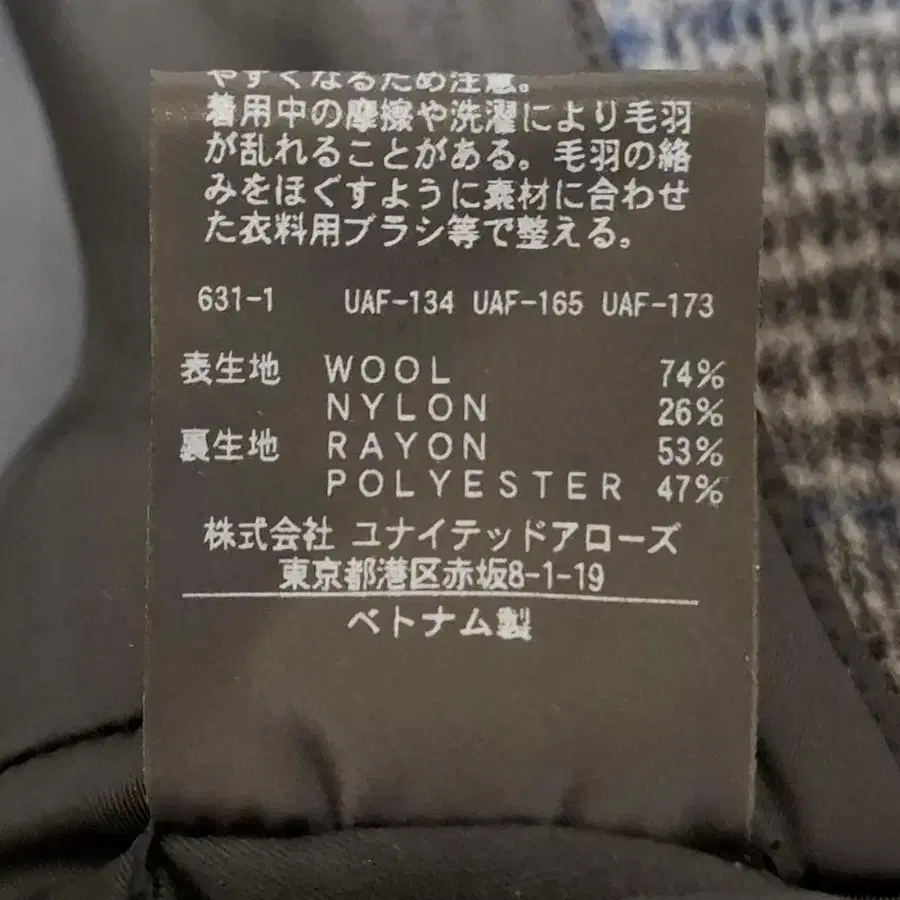 やすくなるため注意。
着用中の摩擦や洗濯により毛羽
が乱れることがある。毛羽の絡
みをほぐすように素材に合わせ
た衣料用ブラシ等で整える。
631-1 UAF-134 UAF-165 UAF-173
表生地 WOOL 74%
NYLON 26%
裏生地 RAYON 53%
POLYESTER 47%
株式会社 ユナイテッドアローズ
東京都港区赤坂8-1-19
ベトナム製